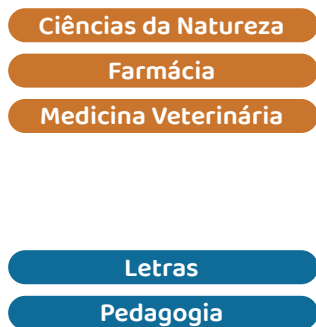 Ciências da Natureza
Farmácia
Medicina Veterinária
Letras
Pedagogia